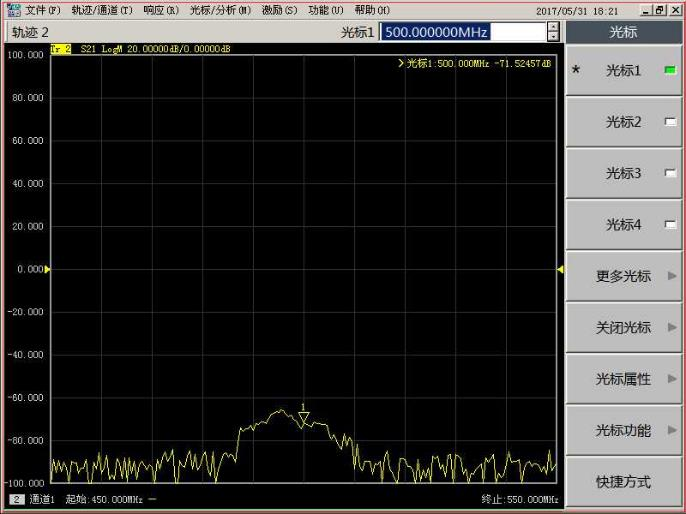 文件(F) 轨迹/通道(T) 响应(R) 光标/分析(M) 激励(S) 功能(U) 帮助(H) 2017/05/31 18:21
轨迹 2 光标1 500.000000MHz 光标
Tr 2 S21 LogM 20.00000dB/0.00000dB
>光标1:500.000MHz -71.52457dB
100.000
80.000
60.000
40.000
20.000
0.000
-20.000
-40.000
-60.000
-80.000
-100.000
1
* 光标1
光标2
光标3
光标4
更多光标
关闭光标
光标属性
光标功能
快捷方式
2 通道1 起始:450.000MHz — 终止:550.000MHz